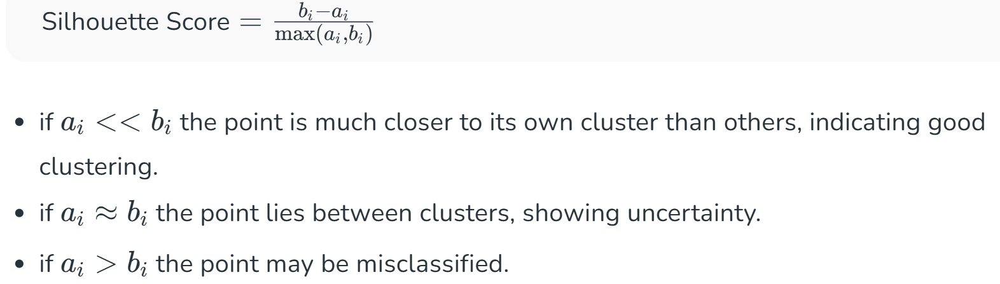 Silhouette Score = \frac{b_i - a_i}{\max(a_i, b_i)}
• if a_i << b_i the point is much closer to its own cluster than others, indicating good
clustering.
• if a_i ≈ b_i the point lies between clusters, showing uncertainty.
• if a_i > b_i the point may be misclassified.